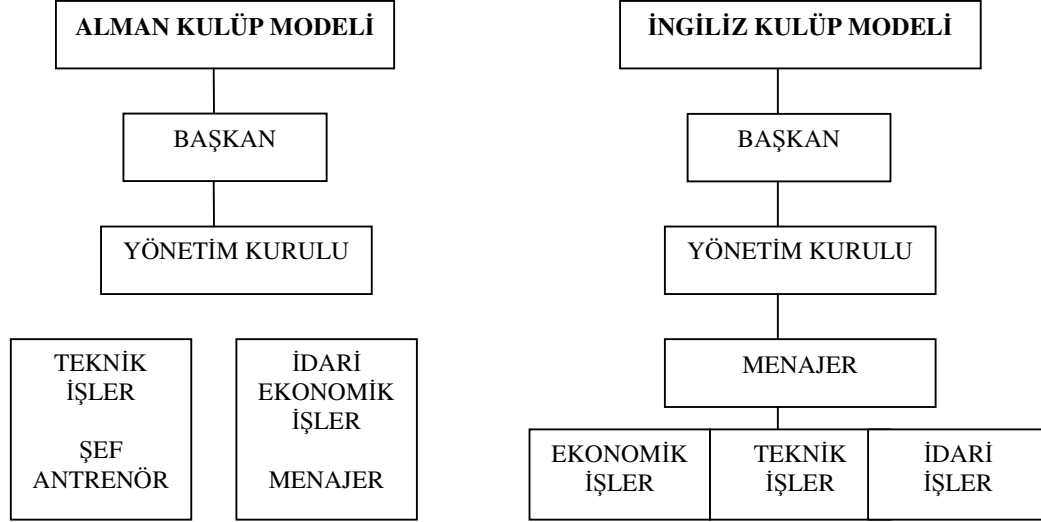 ALMAN KULÜP MODELİ
BAŞKAN
YÖNETİM KURULU
TEKNİK
İŞLER
ŞEF
ANTRENÖR
İDARİ
EKONOMİK
İŞLER
MENAJER
İNGİLİZ KULÜP MODELİ
BAŞKAN
YÖNETİM KURULU
MENAJER
EKONOMİK
İŞLER
TEKNİK
İŞLER
İDARİ
İŞLER